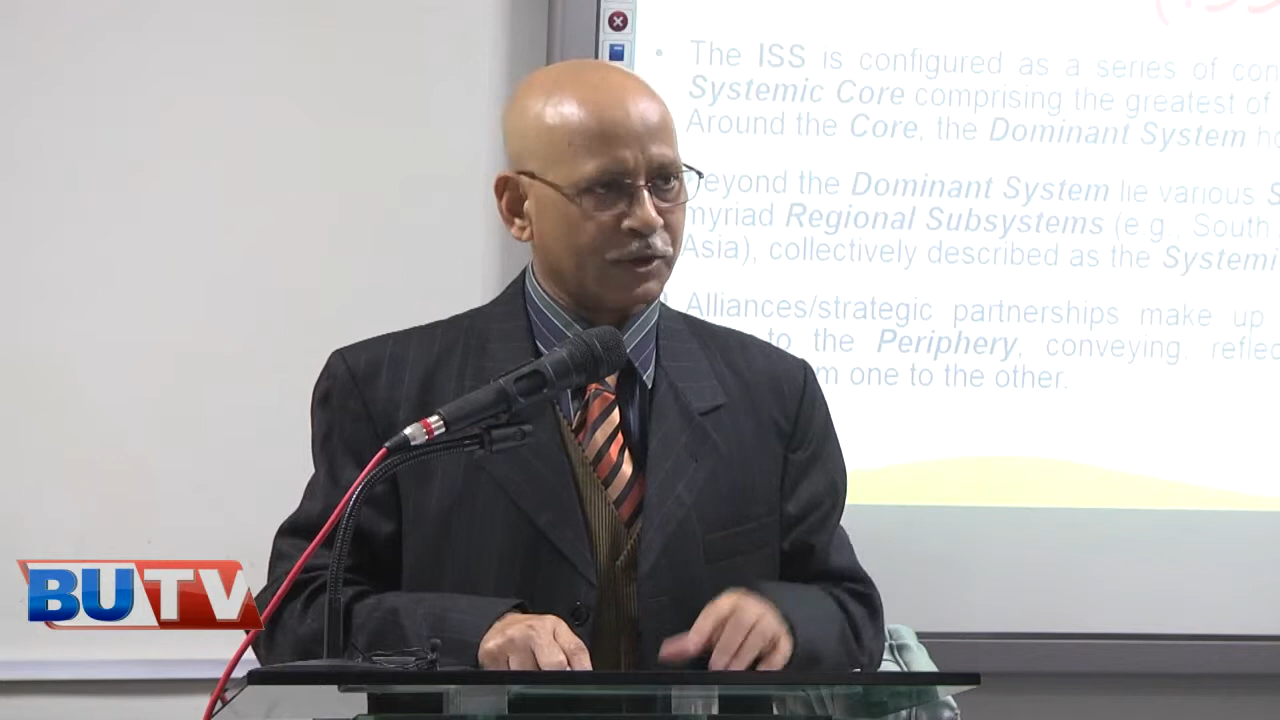 The ISS is configured as a series of con
Systemic Core comprising the greatest of
Around the Core, the Dominant System ho
eyond the Dominant System lie various S
myriad Regional Subsystems (e.g., South
Asia), collectively described as the Systemi
Alliances/strategic partnerships make up
to the Periphery, conveying, reflec
m one to the other.
BUTV